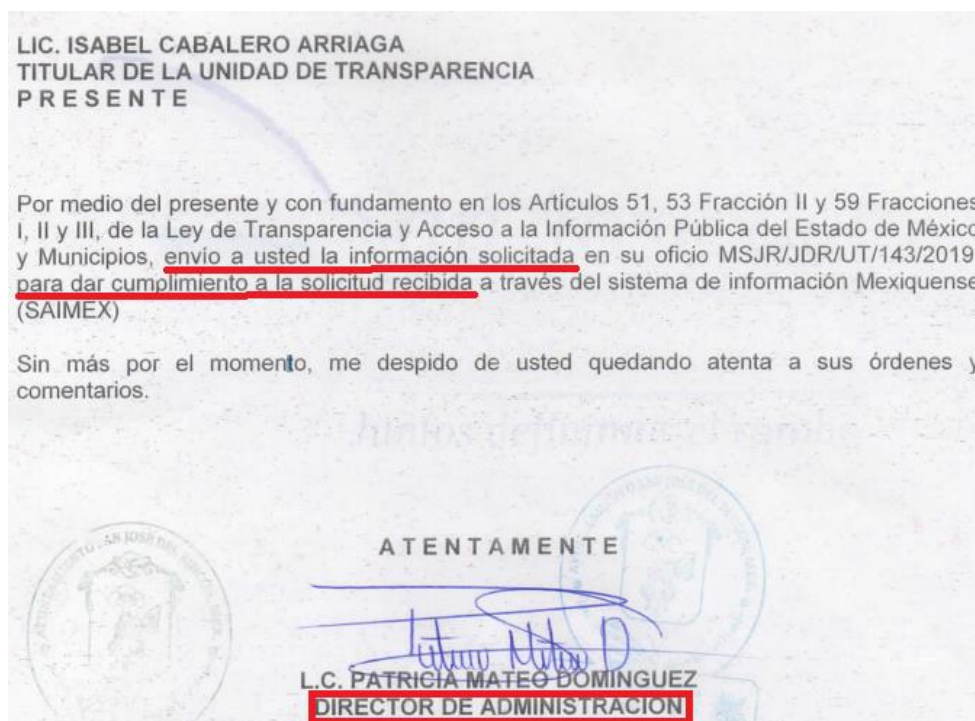 LIC. ISABEL CABALERO ARRIAGA
TITULAR DE LA UNIDAD DE TRANSPARENCIA
P R E S E N T E
Por medio del presente y con fundamento en los Artículos 51, 53 Fracción II y 59 Fracciones
I, II y III, de la Ley de Transparencia y Acceso a la Información Pública del Estado de México
y Municipios, envío a usted la información solicitada en su oficio MSJR/JDR/UT/143/2019
para dar cumplimiento a la solicitud recibida a través del sistema de información Mexiquense
(SAIMEX)
Sin más por el momento, me despido de usted quedando atenta a sus órdenes y
comentarios.
A T E N T A M E N T E
L.C. PATRICIA MATEO DOMINGUEZ
DIRECTOR DE ADMINISTRACION